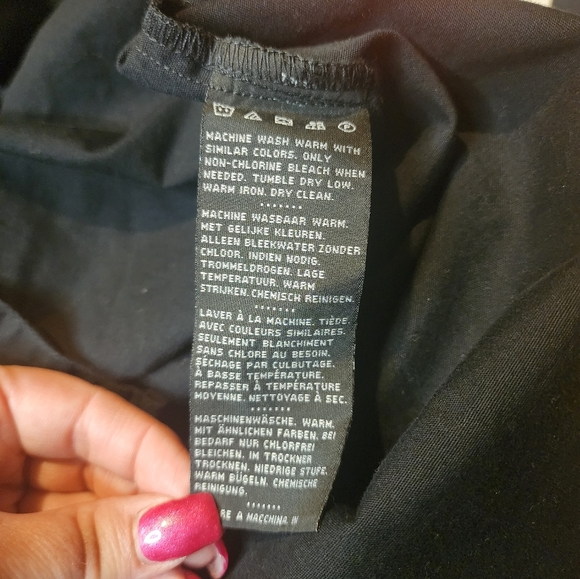 MACHINE WASH WARM WITH
SIMILAR COLORS. ONLY
NON-CHLORINE BLEACH WHEN
NEEDED. TUMBLE DRY LOW.
WARM IRON. DRY CLEAN.
MACHINE WASBAAR WARM.
MET GELIJKE KLEUREN.
ALLEEN BLEEKWATER ZONDER
CHLOOR. INDIEN NODIG.
TROMMELDROGEN. LAGE
TEMPERATUUR. WARM
STRIJKEN. CHEMISCH REINIGEN.
LAVER À LA MACHINE. TIÈDE.
AVEC COULEURS SIMILAIRES.
SEULEMENT BLANCHIMENT
SANS CHLORE AU BESOIN.
SÉCHAGE PAR CULBUTAGE.
À BASSE TEMPÉRATURE.
REPASSER À TEMPÉRATURE
MOYENNE. NETTOYAGE À SEC.
MASCHINENWÄSCHE. WARM.
MIT ÄHNLICHEN FARBEN. BEI
BEDARF NUR CHLORFREI
BLEICHEN. IM TROCKNER
TROCKNEN. NIEDRIGE STUFE.
WARM BÜGELN. CHEMISCHE
REINIGUNG.
A MACCHINA. IN